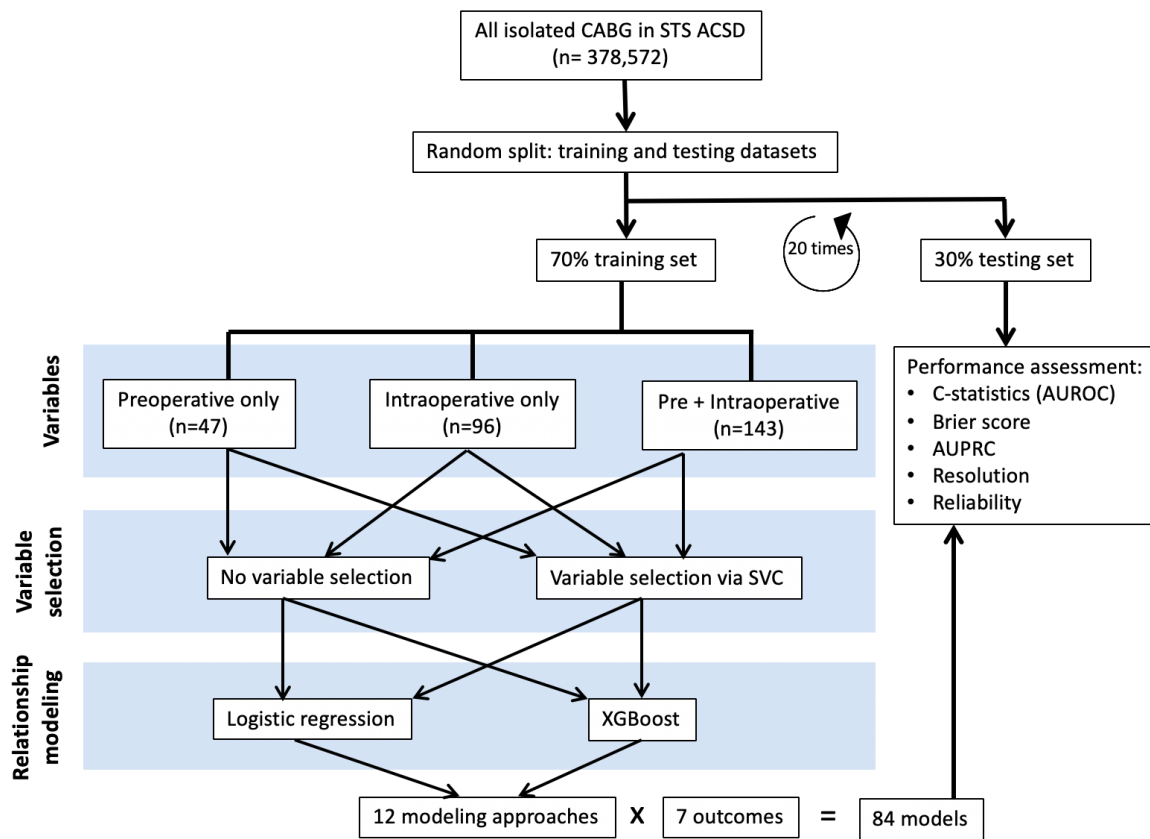 All isolated CABG in STS ACSD
(n= 378,572)
Random split: training and testing datasets
20 times
70% training set
30% testing set
Variables
Preoperative only
(n=47)
Intraoperative only
(n=96)
Pre + Intraoperative
(n=143)
Performance assessment:
• C-statistics (AUROC)
• Brier score
• AUPRC
• Resolution
• Reliability
Variable
selection
No variable selection
Variable selection via SVC
Relationship
modeling
Logistic regression
XGBoost
12 modeling approaches X 7 outcomes = 84 models